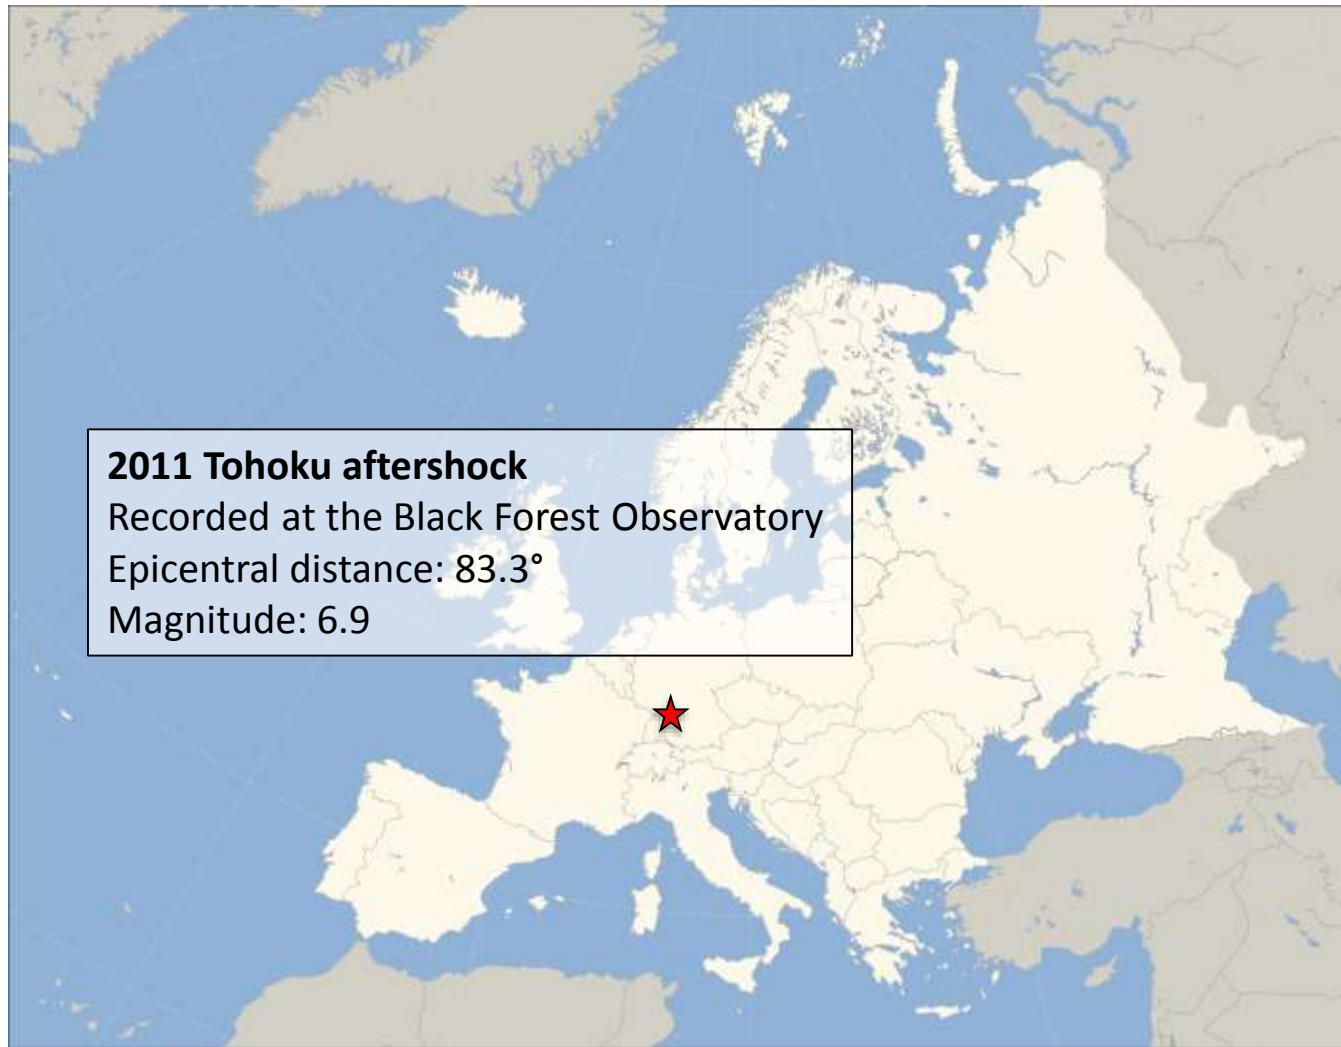 2011 Tohoku aftershock
Recorded at the Black Forest Observatory
Epicentral distance: 83.3°
Magnitude: 6.9